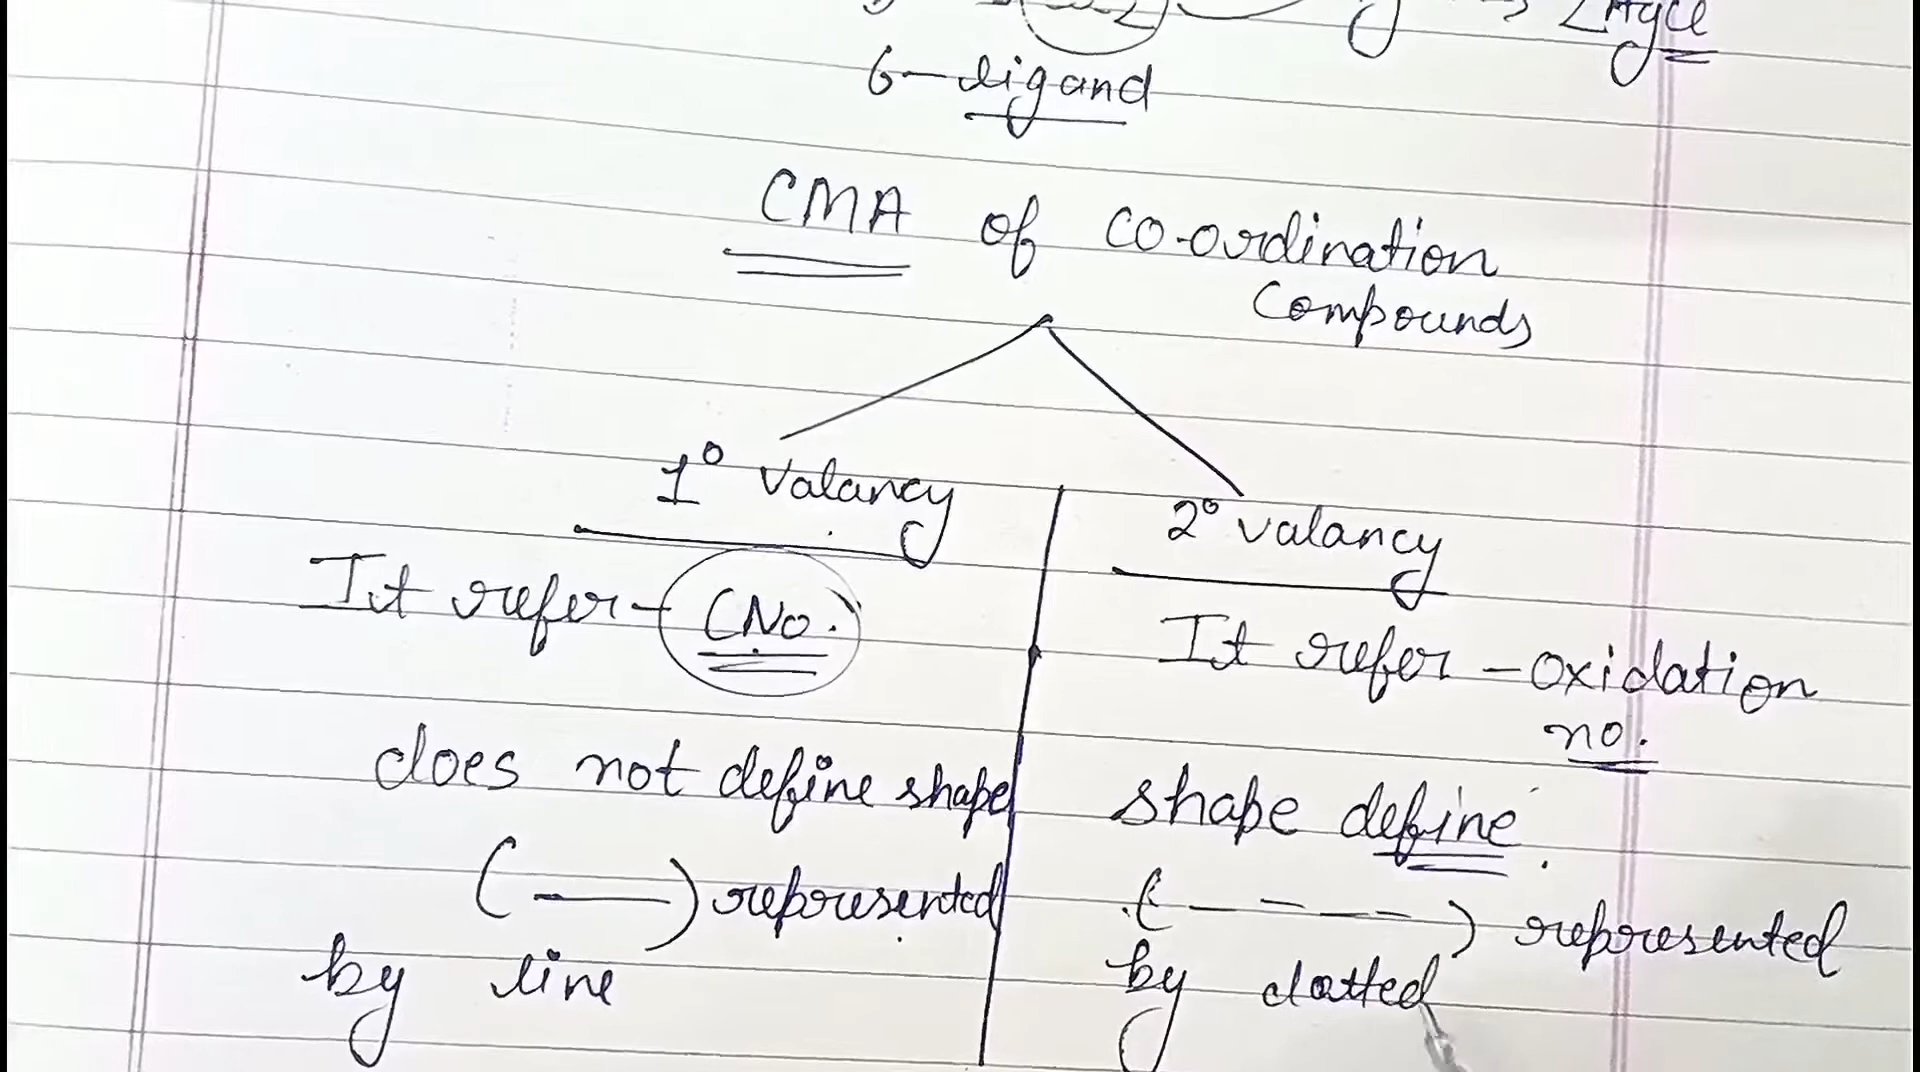 6 - ligand
CMA of co-ordination
Compounds
1° Valancy
It refer - CNo.
does not define shape
( — ) represented
by line
2° valancy
It refer - oxidation
no.
shape define.
( - - - - ) represented
by dotted